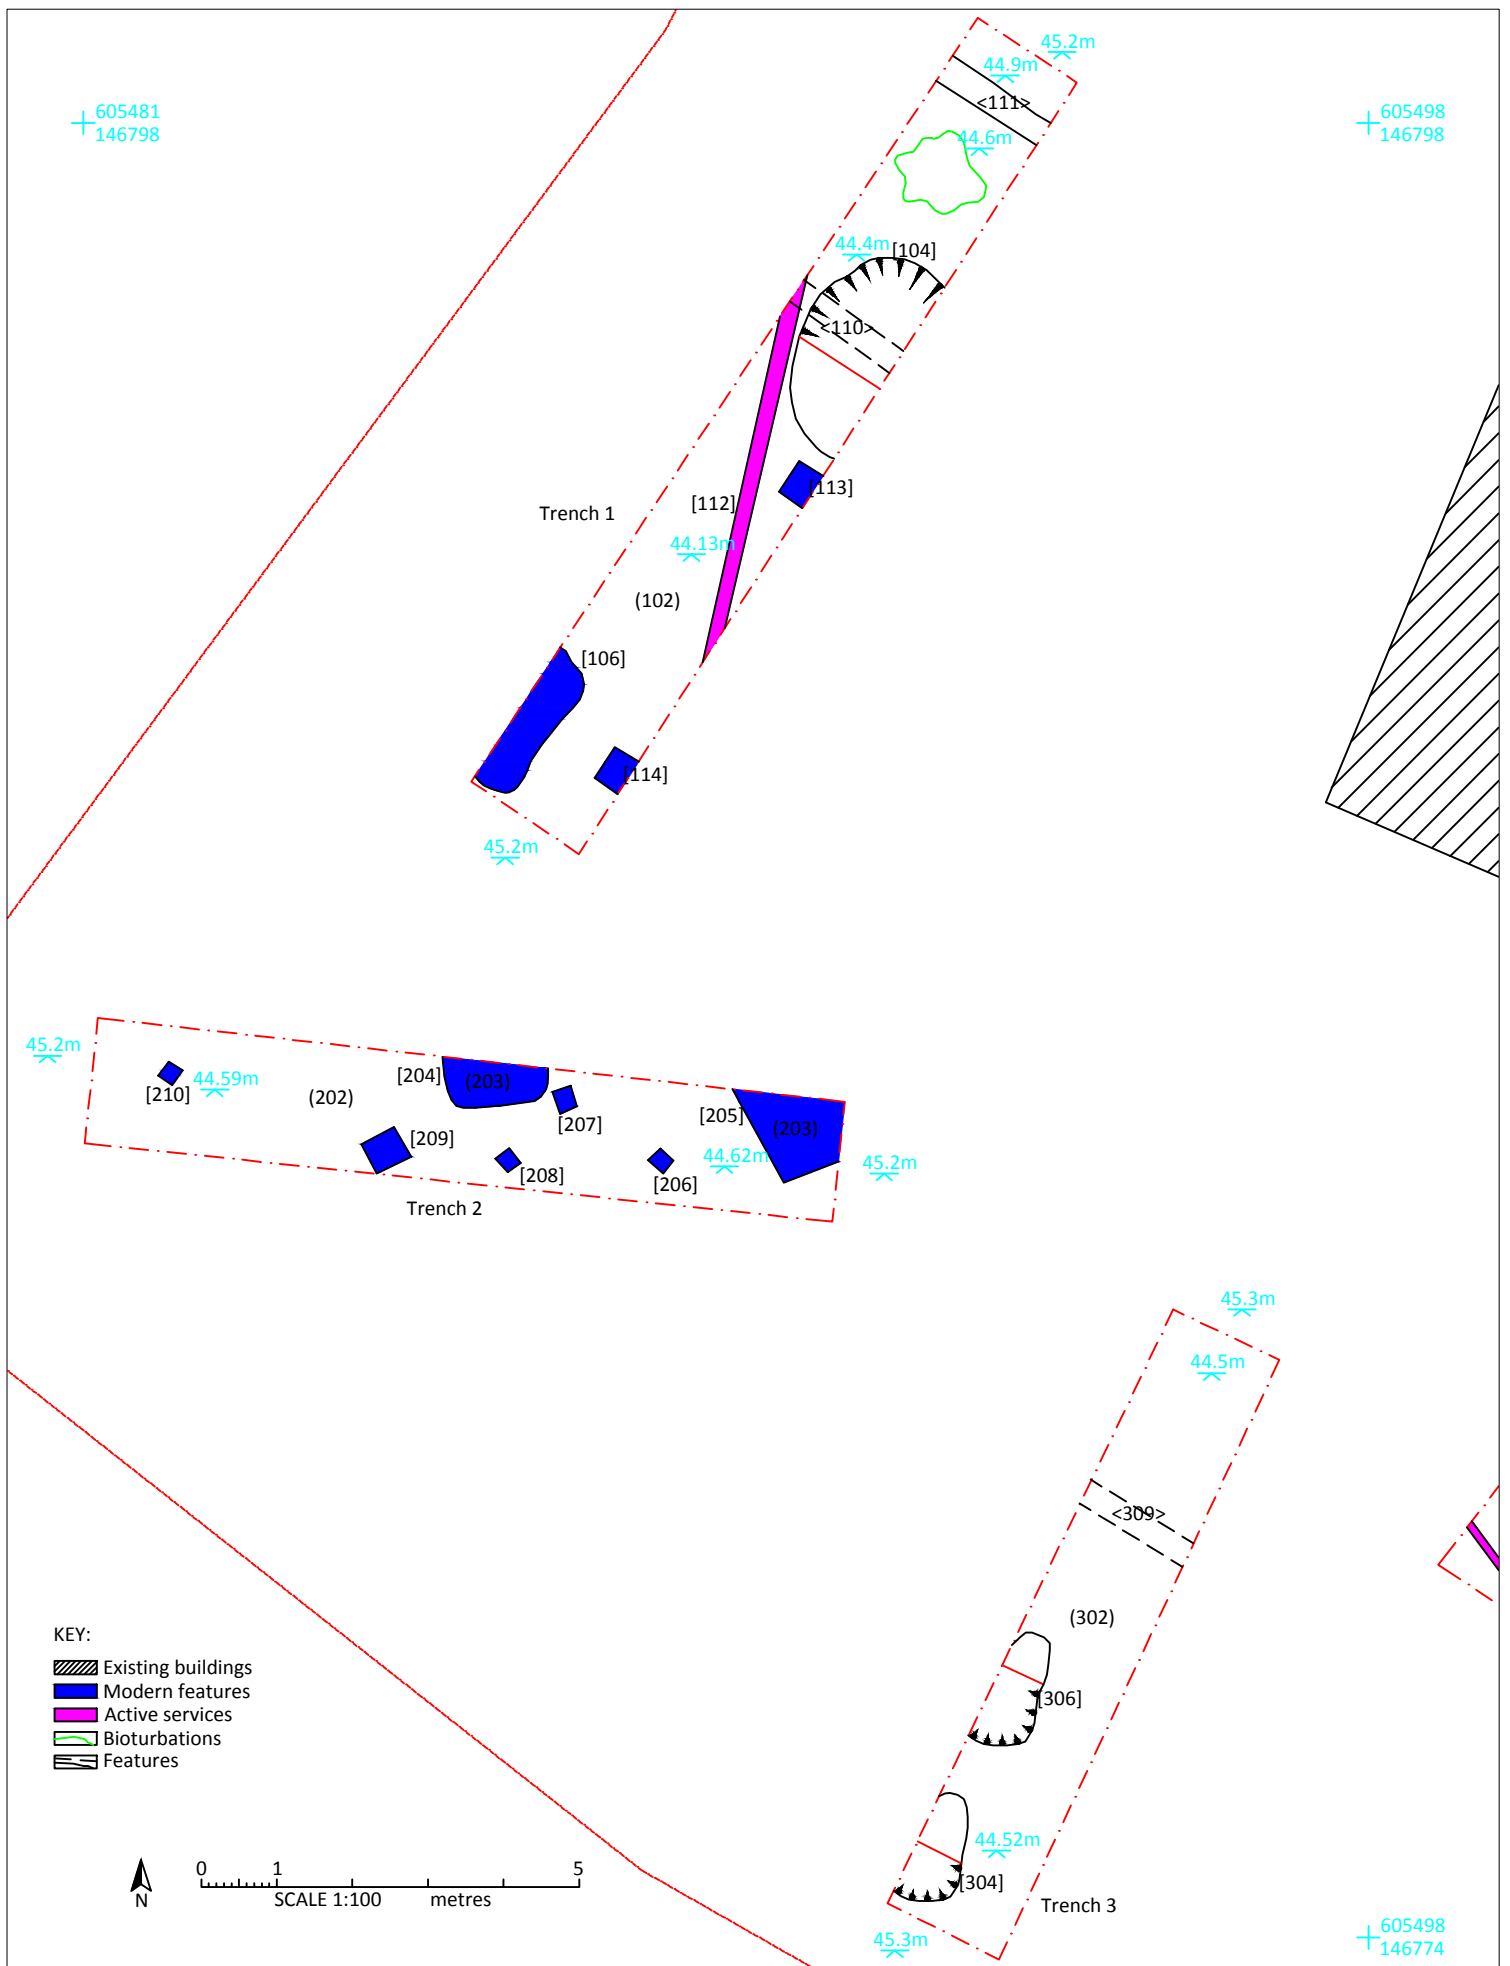 45.2m
44.9m
<111>
605481
146798
605498
146798
44.6m
44.4m
[104]
<110>
[113]
[112]
Trench 1
44.13m
(102)
[106]
[114]
45.2m
45.2m
[210]
44.59m
(202)
[204]
(203)
[207]
[209]
[208]
[205]
(203)
44.62m
[206]
45.2m
Trench 2
45.3m
44.5m
<309>
(302)
[306]
44.52m
[304]
Trench 3
45.3m
605498
146774
KEY:
Existing buildings
Modern features
Active services
Bioturbations
Features
N
0 1 5
SCALE 1:100 metres